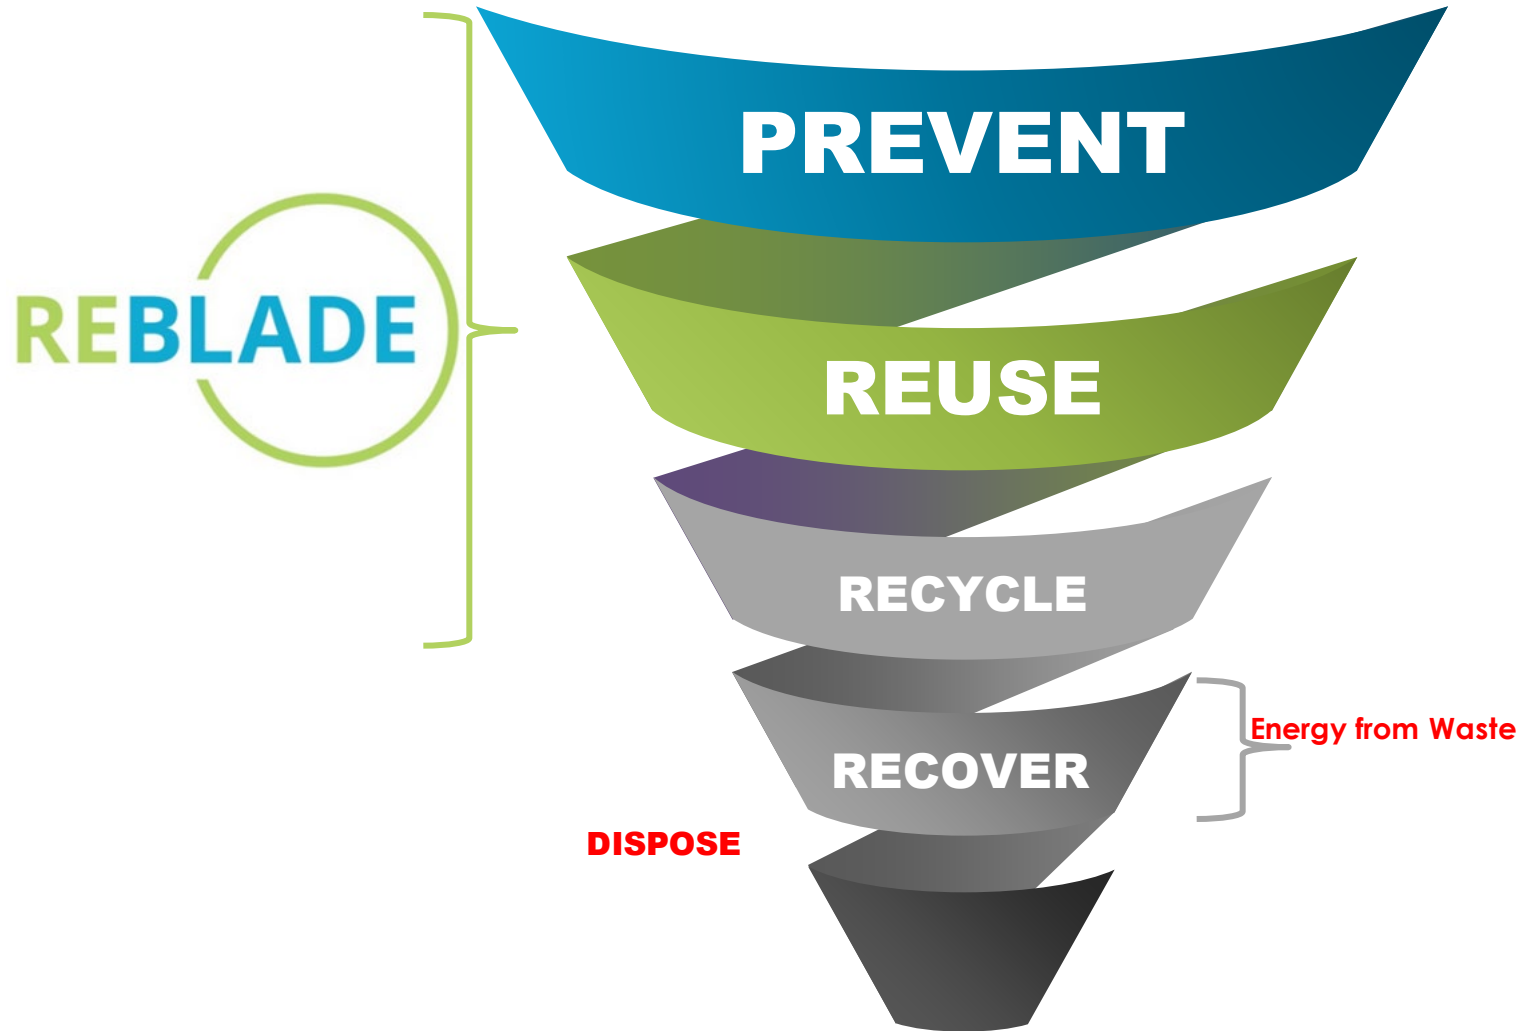 PREVENT
REBLADE
REUSE
RECYCLE
Energy from Waste
RECOVER
DISPOSE